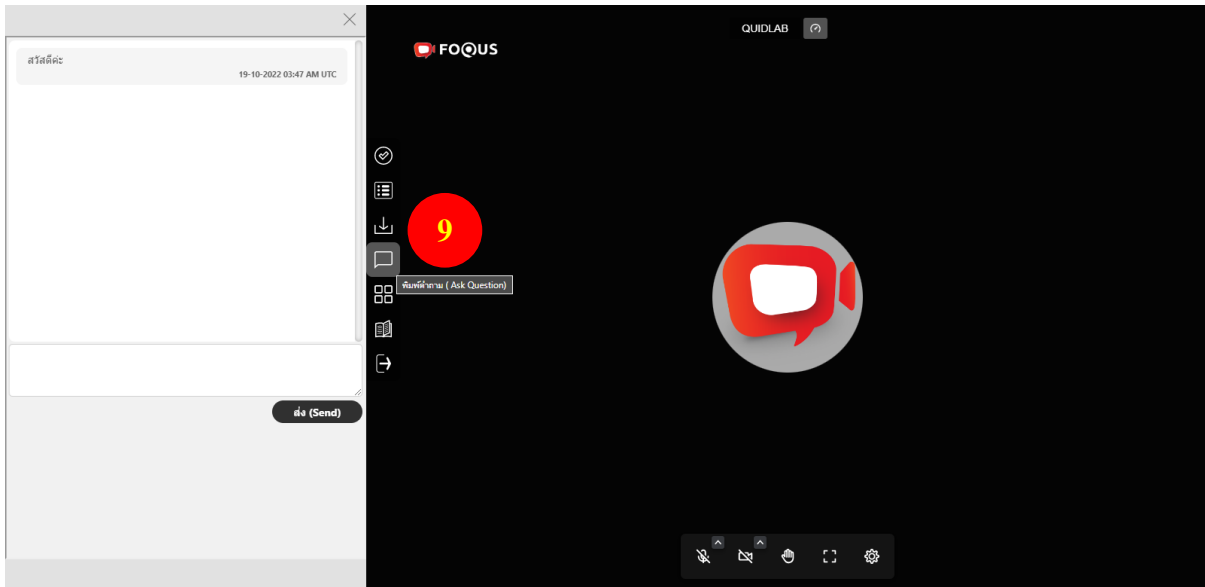 สวัสดีค่ะ
19-10-2022 03:47 AM UTC
ส่ง (Send)
FOQUS
QUIDLAB
9
พิมพ์คำถาม ( Ask Question)